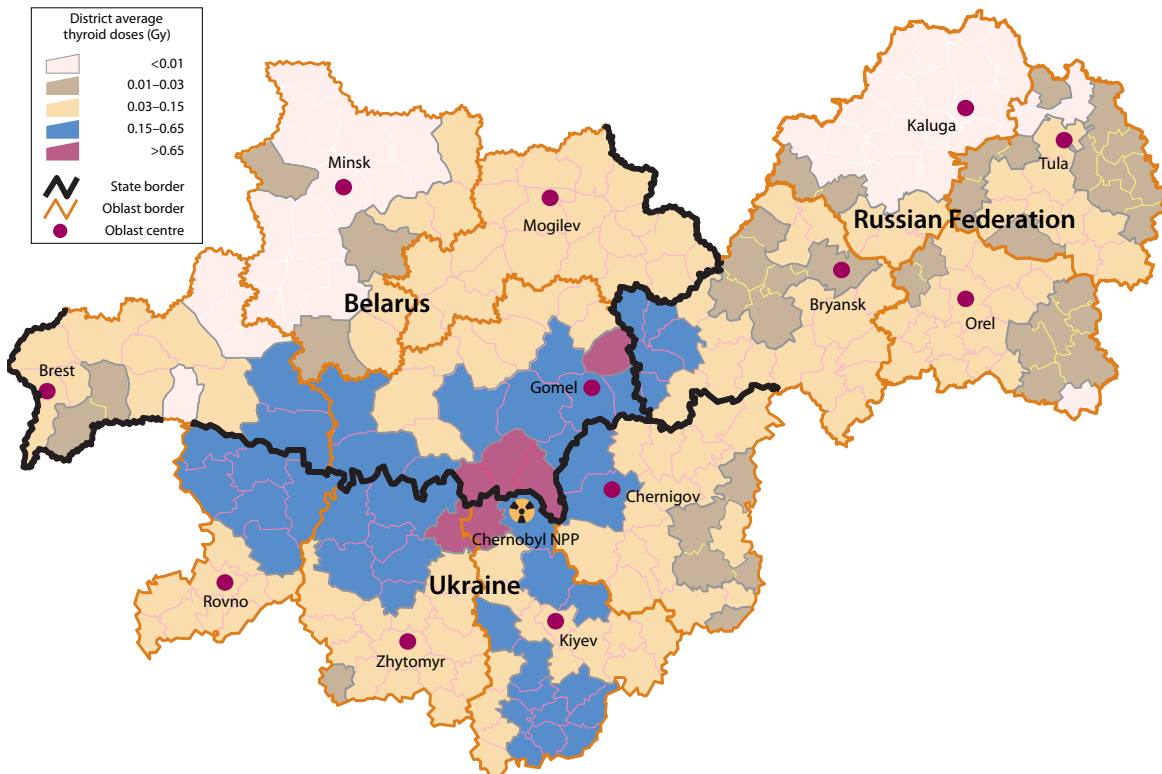 District average
thyroid doses (Gy)
<0.01
0.01–0.03
0.03–0.15
0.15–0.65
>0.65
State border
Oblast border
Oblast centre
Kaluga
Tula
Minsk
Mogilev
Russian Federation
Belarus
Bryansk
Orel
Brest
Gomel
Chernigov
Chernobyl NPP
Ukraine
Rovno
Kiyev
Zhytomyr